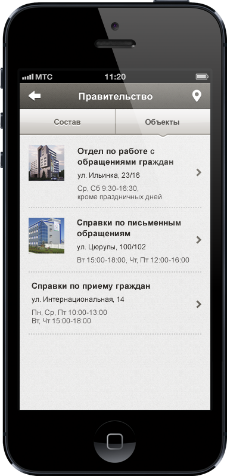 МТС 11:20
Правительство
Состав Объекты
Отдел по работе с
обращениями граждан
ул. Ильинка, 23/16
Ср. Сб 9:30-16:30,
кроме праздничных дней
Справки по письменным
обращениям
ул. Цюрупы, 100/102
Вт 15:00-18:00, Чт, Пт 12:00-16:00
Справки по приему граждан
ул. Интернациональная, 14
Пн, Ср, Пт 10:00-13:00
Вт, Чт 15:00-18:00